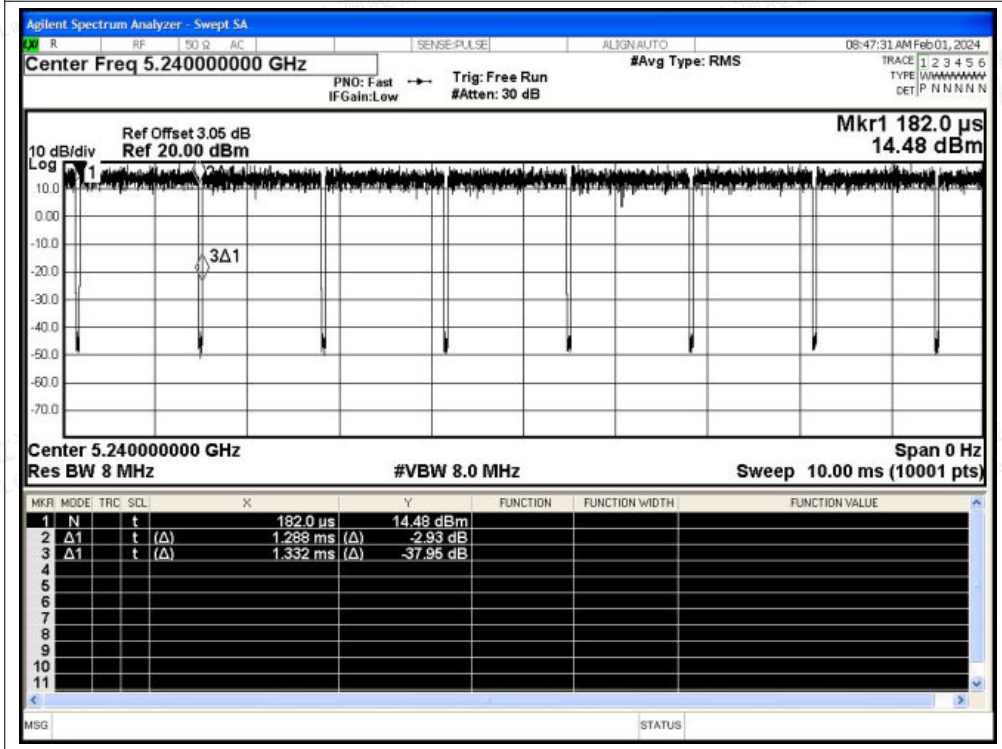 Agilent Spectrum Analyzer - Swept SA
LXI R RF 50 Ω AC SENSE:PULSE ALIGN AUTO 08:47:31 AM Feb 01, 2024
Center Freq 5.240000000 GHz #Avg Type: RMS TRACE 1 2 3 4 5 6
PNO: Fast Trig: Free Run TYPE WWWWWW
IFGain:Low #Atten: 30 dB DET P N N N N N
Mkr1 182.0 µs
Ref Offset 3.05 dB
10 dB/div Ref 20.00 dBm 14.48 dBm
Log
1
10.0
0.00
3Δ1
-10.0
-20.0
-30.0
-40.0
-50.0
-60.0
-70.0
Center 5.240000000 GHz Span 0 Hz
Res BW 8 MHz #VBW 8.0 MHz Sweep 10.00 ms (10001 pts)
MKR MODE TRC SCL X Y FUNCTION FUNCTION WIDTH FUNCTION VALUE
1 N t 182.0 µs 14.48 dBm
2 Δ1 t (Δ) 1.288 ms (Δ) -2.93 dB
3 Δ1 t (Δ) 1.332 ms (Δ) -37.95 dB
4
5
6
7
8
9
10
11
MSG STATUS